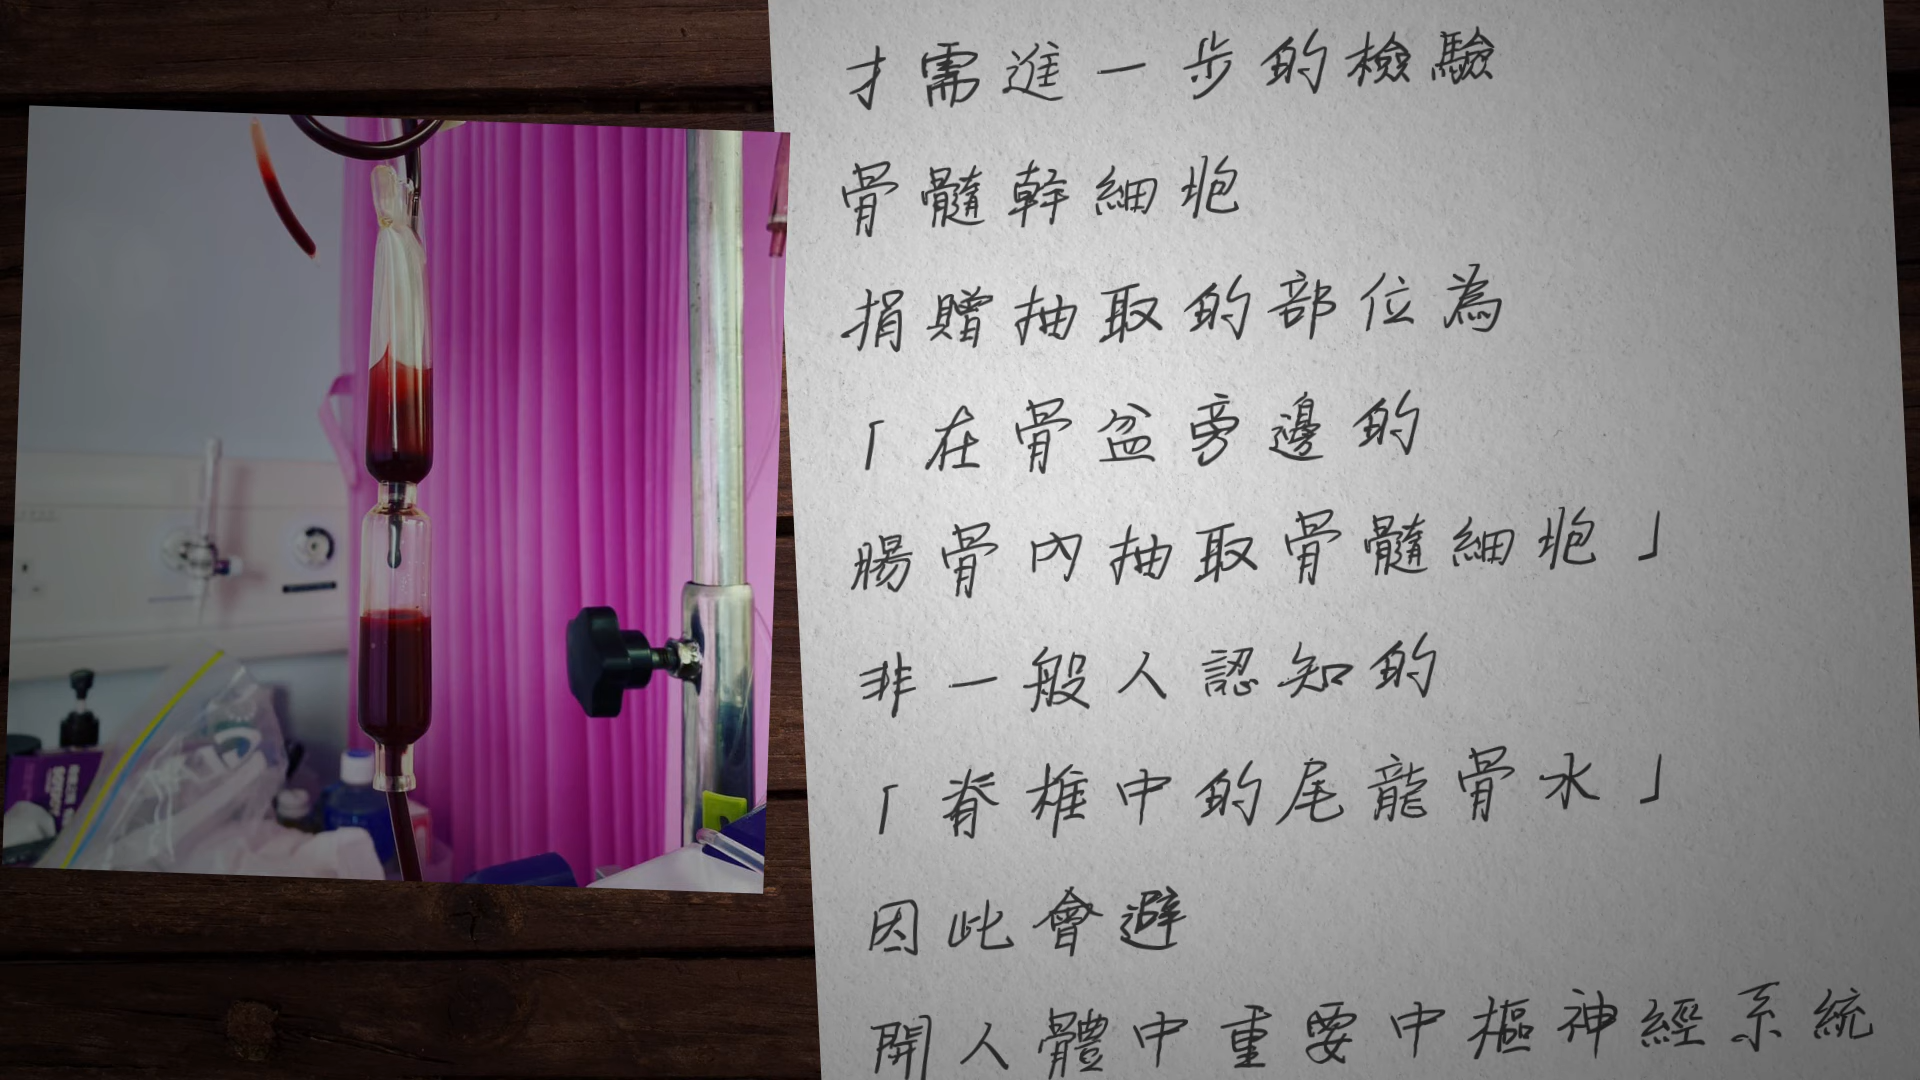 才需進一步的檢驗
骨髓幹細胞
捐贈抽取的部位為
「在骨盆旁邊的
腸骨內抽取骨髓細胞」
非一般人認知的
「脊椎中的尾龍骨水」
因此會避
開人體中重要中樞神經系統